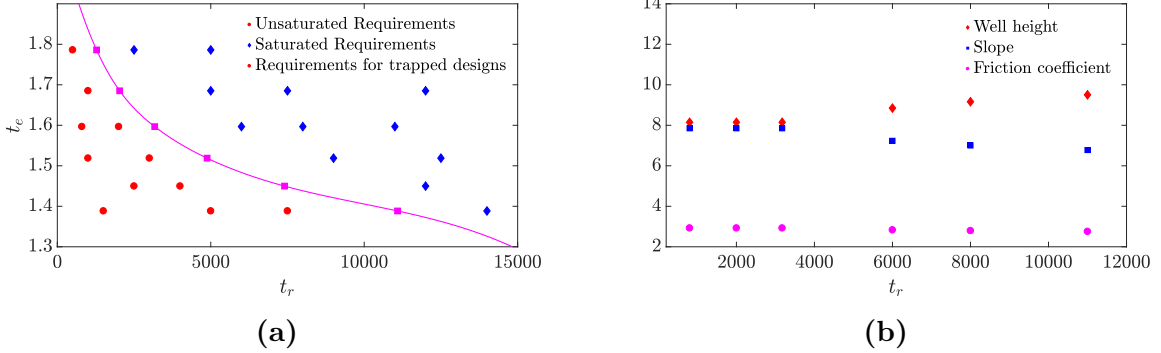 1.8
1.7
1.6
1.5
1.4
1.3
t_e
0
5000
10000
15000
t_r
Unsaturated Requirements
Saturated Requirements
Requirements for trapped designs
(a)
14
12
10
8
6
4
2
2000
4000
6000
8000
10000
12000
t_r
Well height
Slope
Friction coefficient
(b)